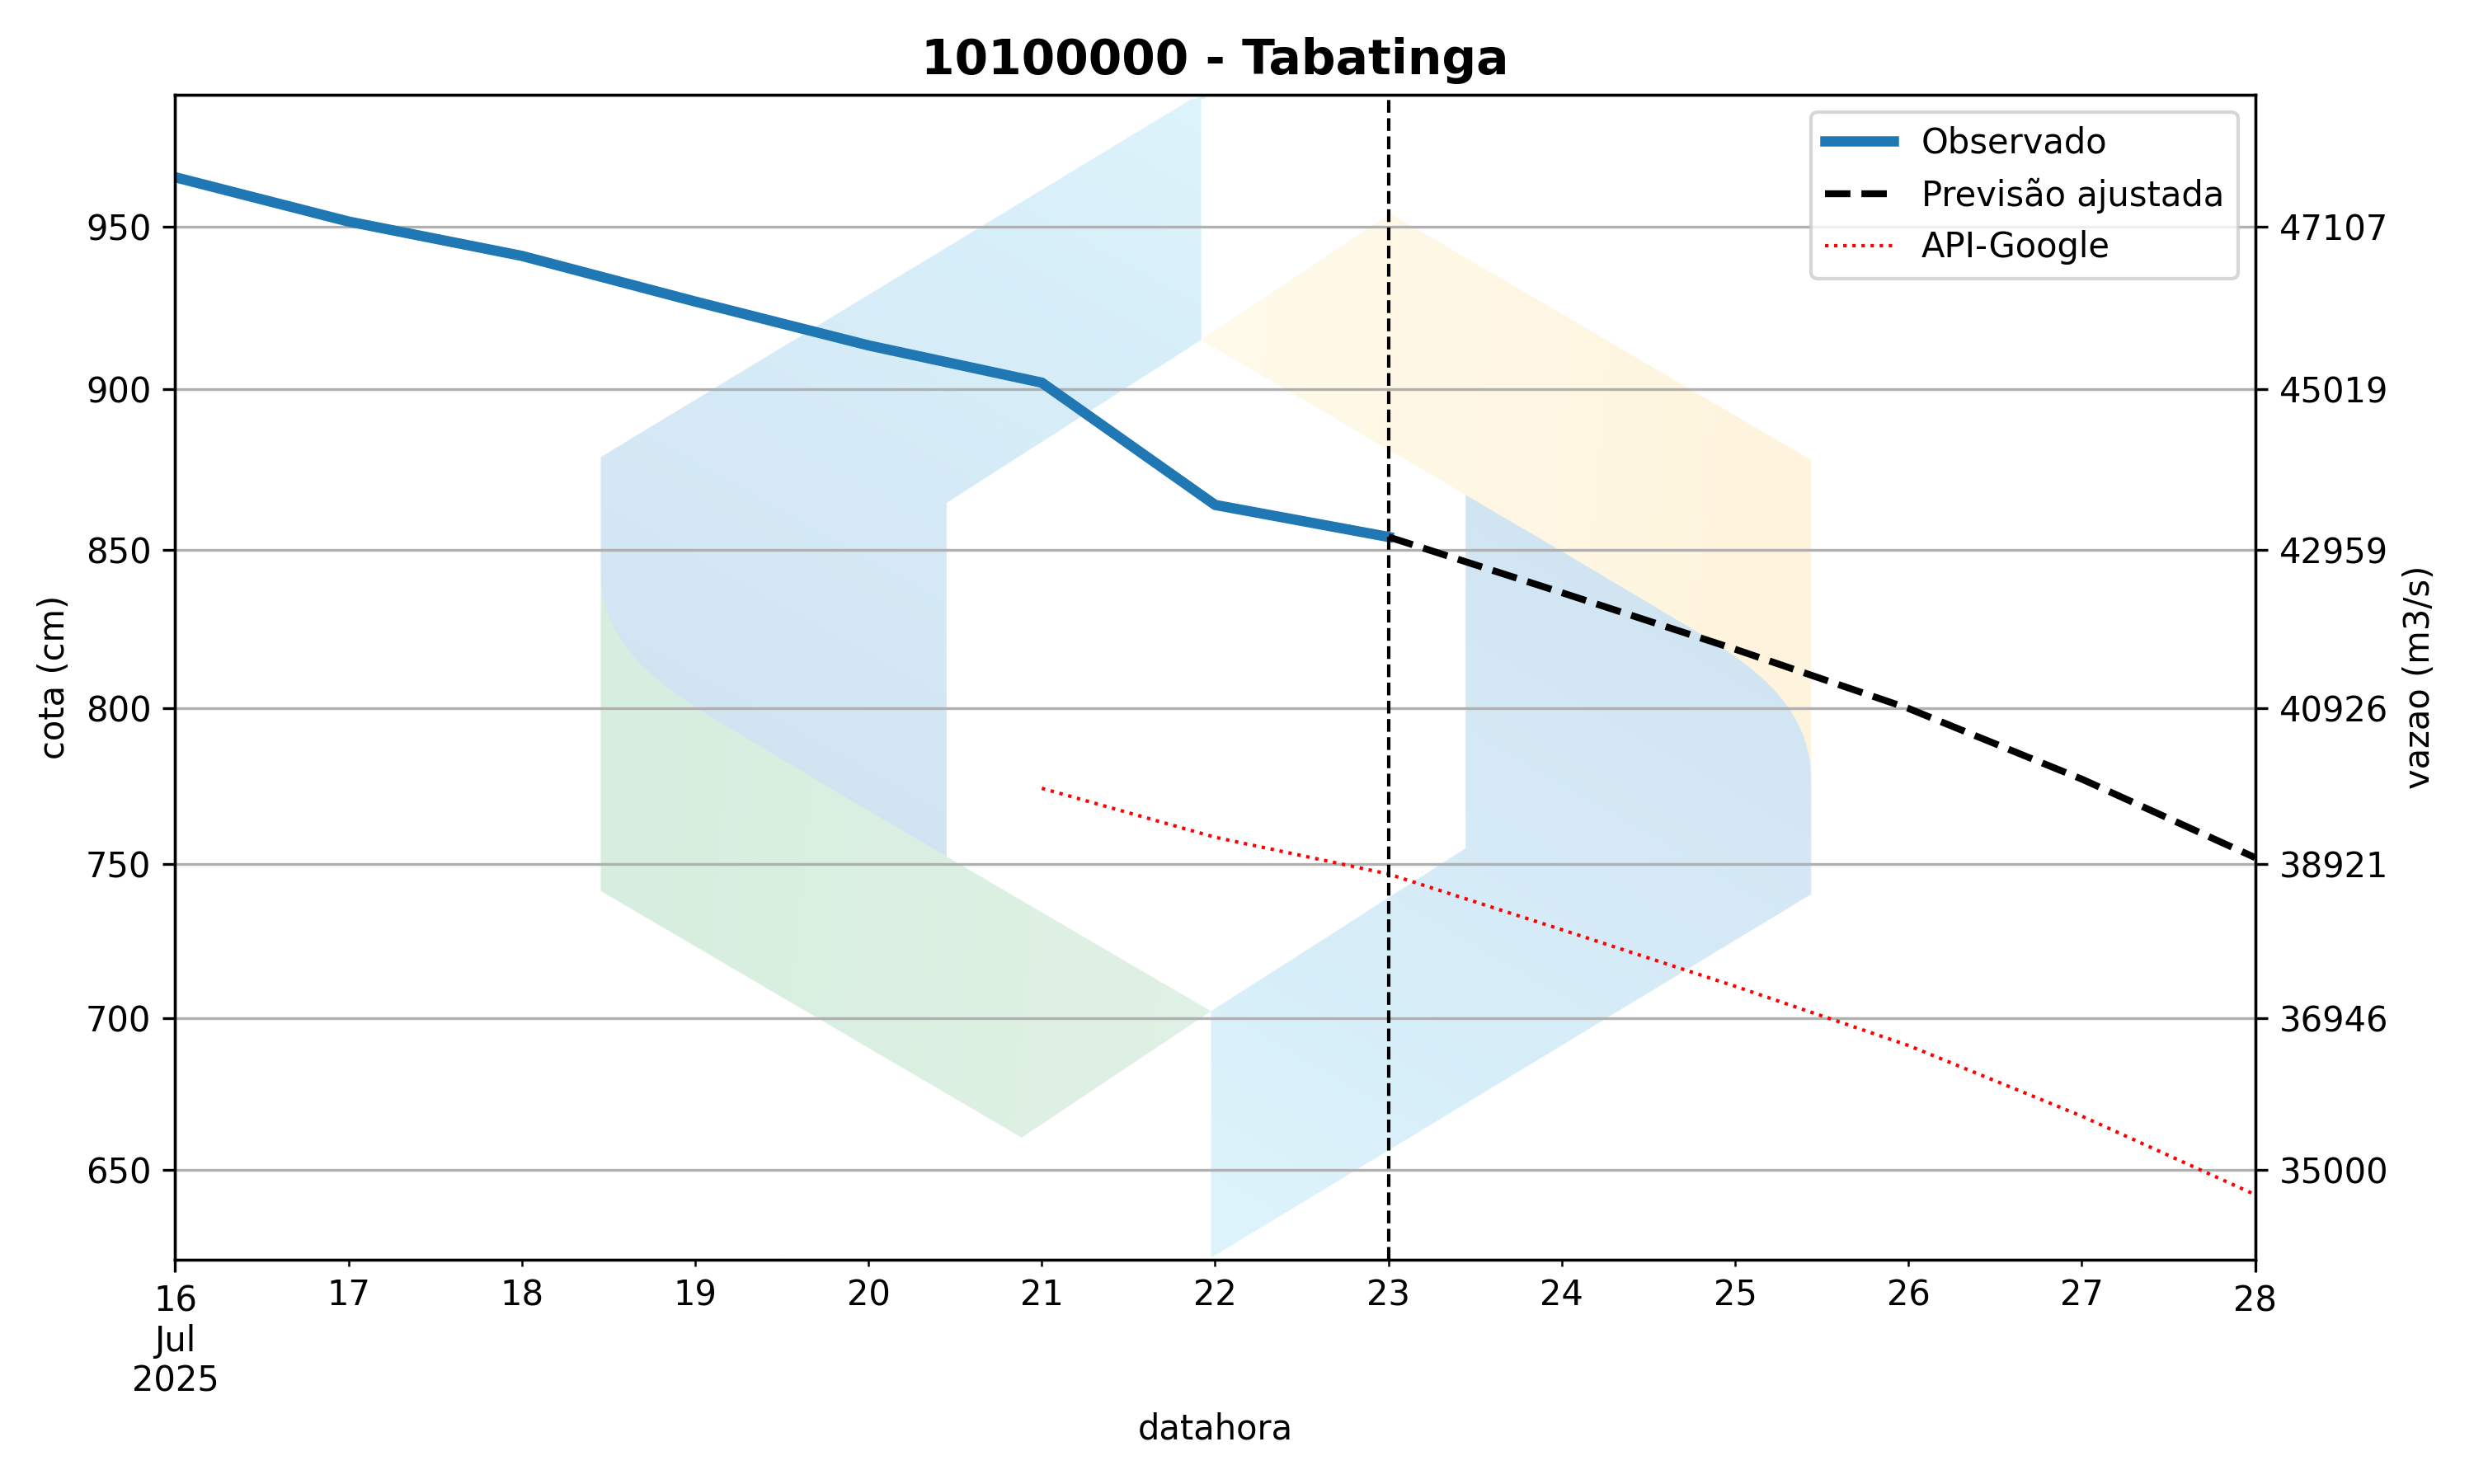 10100000 - Tabatinga
Observado
Previsão ajustada
API-Google
950
900
850
800
750
700
650
cota (cm)
47107
45019
42959
40926
38921
36946
35000
vazao (m3/s)
16 17 18 19 20 21 22 23 24 25 26 27 28
Jul
2025
datahora